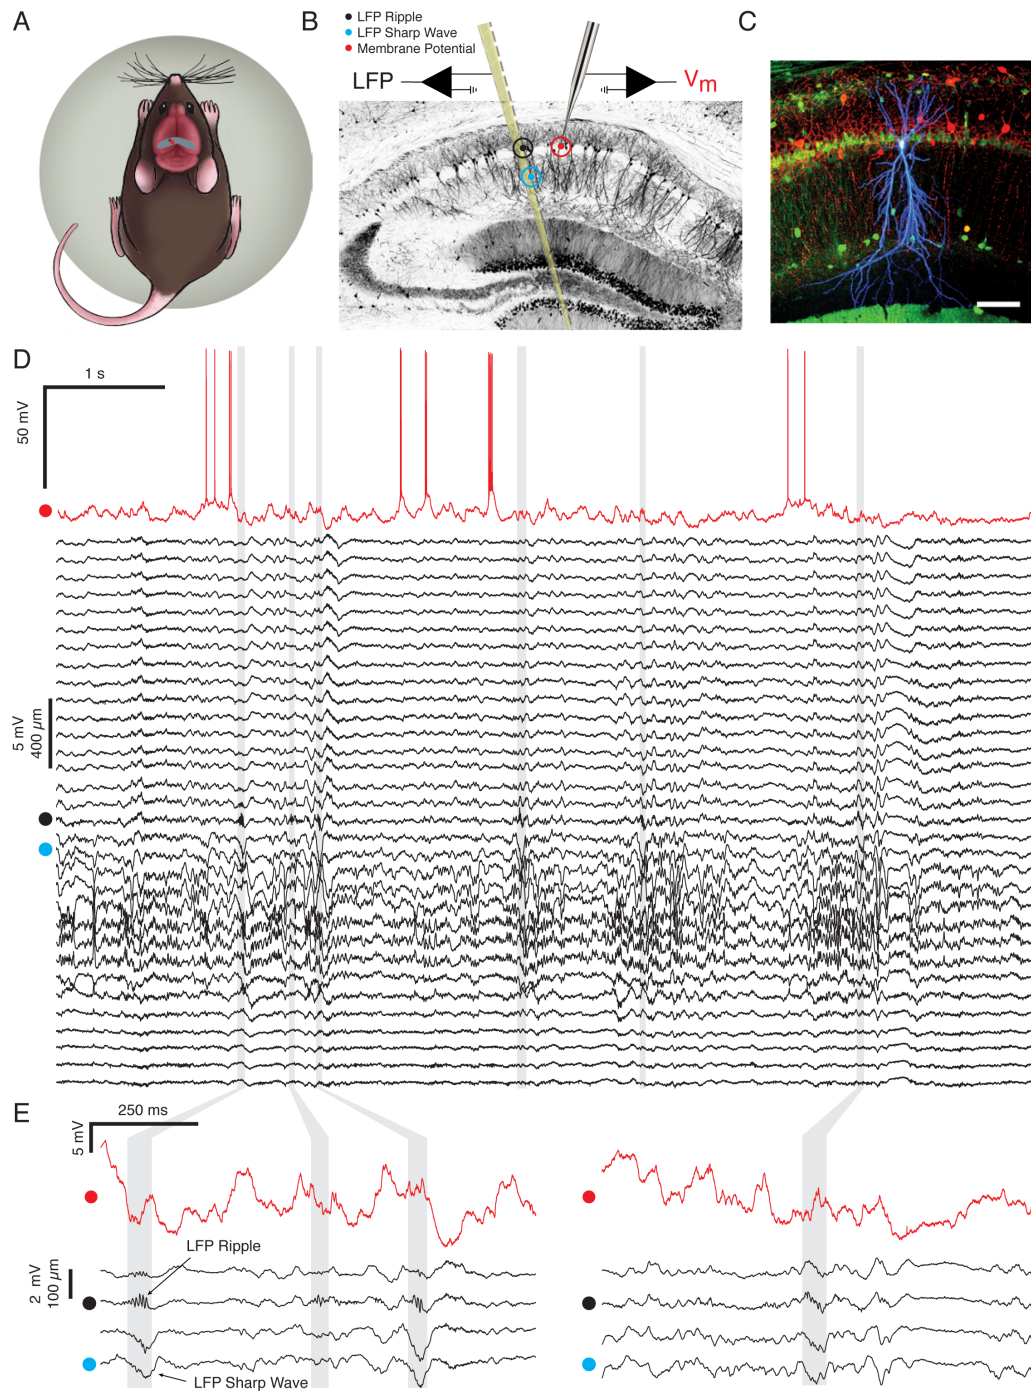 A
B
LFP Ripple
LFP Sharp Wave
Membrane Potential
LFP
Vm
C
D
1 s
50 mV
5 mV
400 µm
E
250 ms
5 mV
LFP Ripple
2 mV
100 µm
LFP Sharp Wave